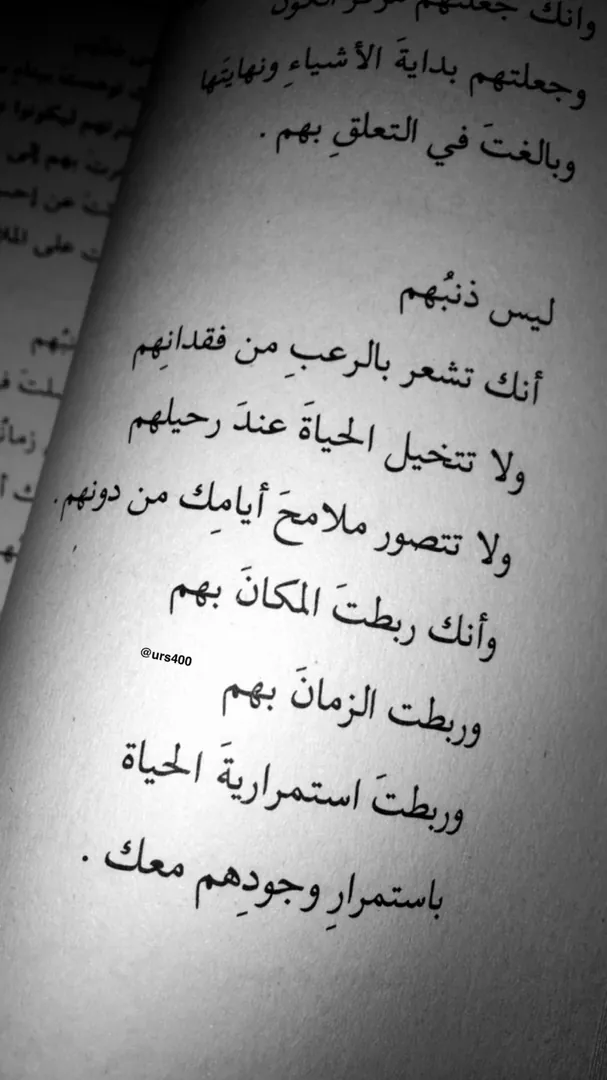 وأنك جعلتهم مركز الكون
وجعلتهم بدايةَ الأشياءِ ونهايتَها
وبالغتَ في التعلقِ بهم .
ليس ذنبُهم
أنك تشعر بالرعبِ من فقدانِهم
ولا تتخيل الحياةَ عندَ رحيلهم
ولا تتصور ملامحَ أيامِك من دونهم.
وأنك ربطتَ المكانَ بهم
@urs400
وربطت الزمانَ بهم
وربطتَ استمراريةَ الحياة
باستمرارِ وجودِهم معك .